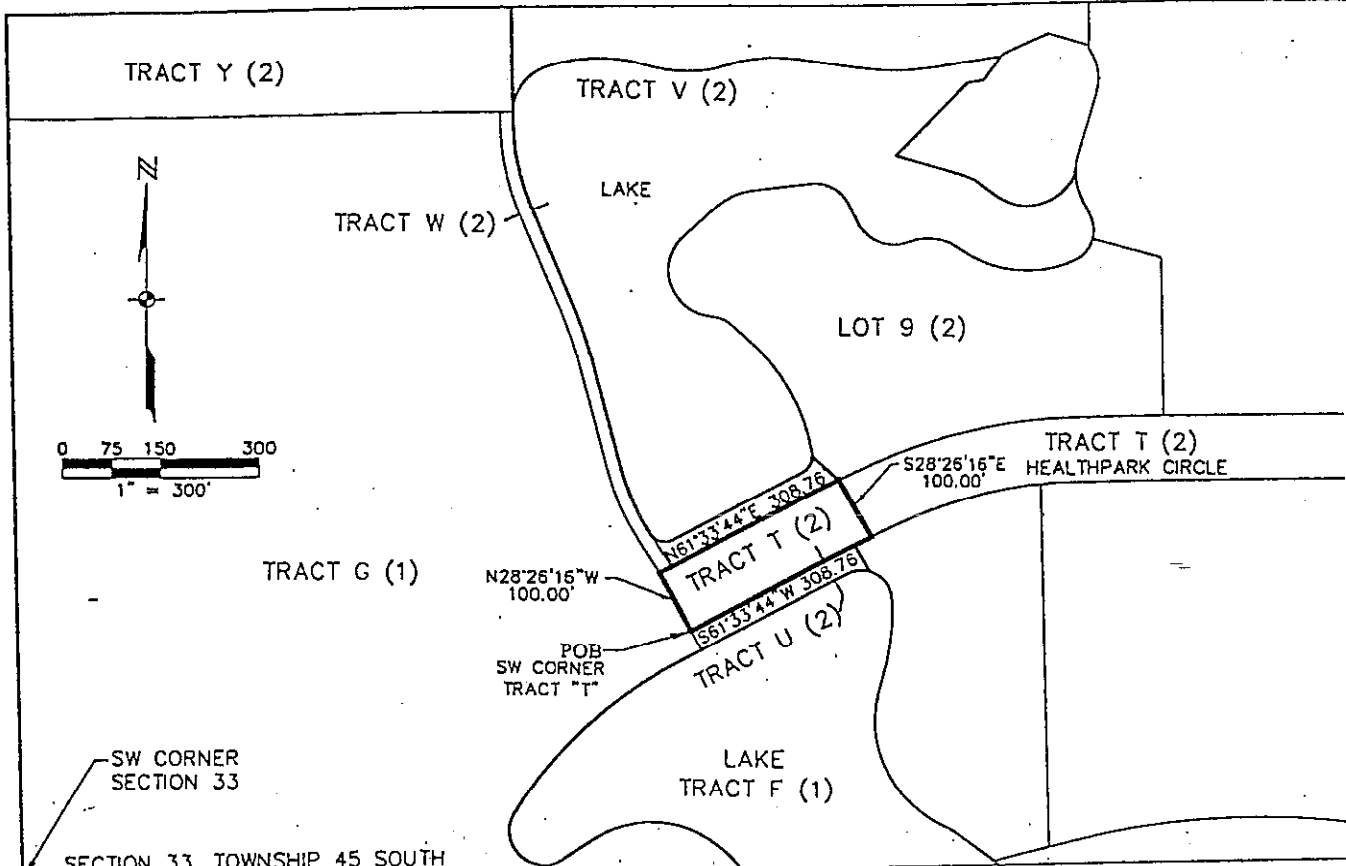 TRACT Y (2)
TRACT V (2)
N
LAKE
TRACT W (2)
LOT 9 (2)
0 75 150 300
1" = 300'
TRACT T (2)
HEALTHPARK CIRCLE
S28°26'16"E
100.00'
N61°33'44"E 308.76
TRACT T (2)
TRACT G (1)
N28°26'16"W
100.00'
S61°33'44"W 308.76
TRACT U (2)
POB
SW CORNER
TRACT "T"
SW CORNER
SECTION 33
LAKE
TRACT F (1)
SECTION 33, TOWNSHIP 45 SOUTH